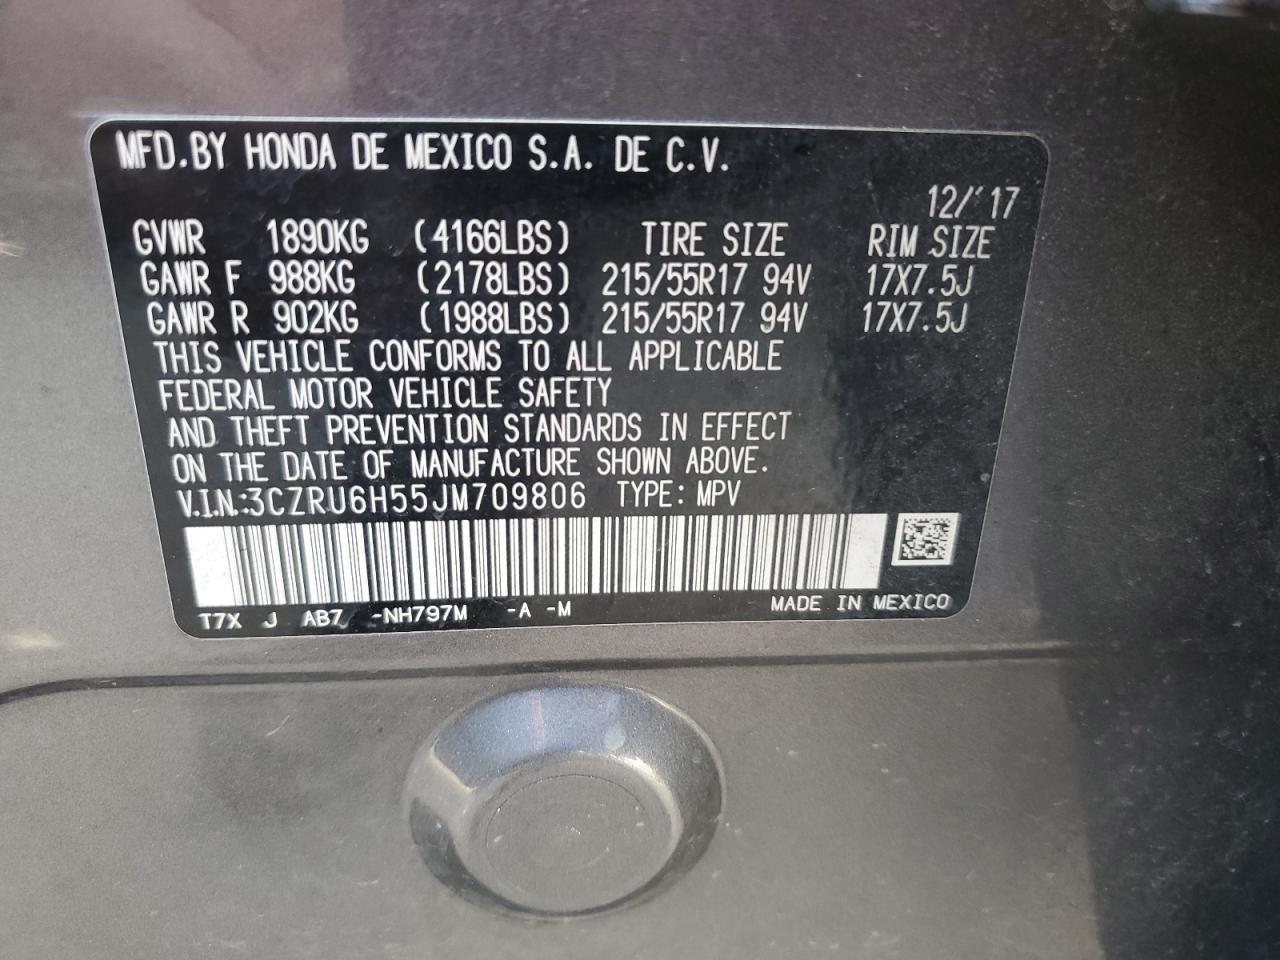 MFD.BY HONDA DE MEXICO S.A. DE C.V.
12/'17
GVWR 1890KG (4166LBS) TIRE SIZE RIM SIZE
GAWR F 988KG (2178LBS) 215/55R17 94V 17X7.5J
GAWR R 902KG (1988LBS) 215/55R17 94V 17X7.5J
THIS VEHICLE CONFORMS TO ALL APPLICABLE
FEDERAL MOTOR VEHICLE SAFETY
AND THEFT PREVENTION STANDARDS IN EFFECT
ON THE DATE OF MANUFACTURE SHOWN ABOVE.
V.I.N.:3CZRU6H55JM709806 TYPE: MPV
T7X J AB7 -NH797M -A -M MADE IN MEXICO